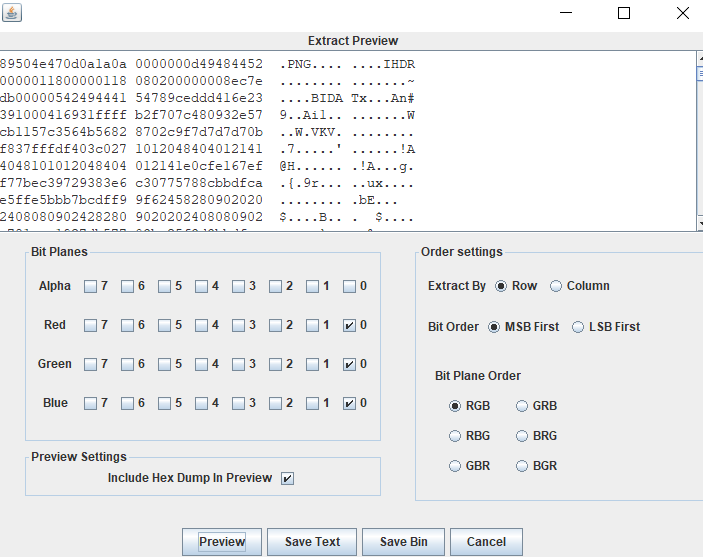 Extract Preview
89504e470d0a1a0a 0000000d49484452 .PNG.... ....IHDR
0000011800000118 080200000008ec7e ........ .......~
db00000542494441 54789ceddd416e23 ....BIDA Tx...An#
391000416931ffff b2f707c480932e57 9..Ai1.. .......W
cb1157c3564b5682 8702c9f7d7d7d70b ..W.VKV. ........
f837fffdf403c027 1012048404012141 .7.....' ......!A
4048101012048404 012141e0cfe167ef @H...... .!A...g.
f77bec39729383e6 c30775788cbbdfca .{.9r... ..ux....
e5ffe5bbb7bcdff9 9f62458280902020 ........ .bE...
2408080902428280 9020202408080902 $....B.. . $....
Bit Planes
Alpha 7 6 5 4 3 2 1 0
Red 7 6 5 4 3 2 1 0
Green 7 6 5 4 3 2 1 0
Blue 7 6 5 4 3 2 1 0
Preview Settings
Include Hex Dump In Preview
Order settings
Extract By Row Column
Bit Order MSB First LSB First
Bit Plane Order
RGB GRB
RBG BRG
GBR BGR
Preview Save Text Save Bin Cancel